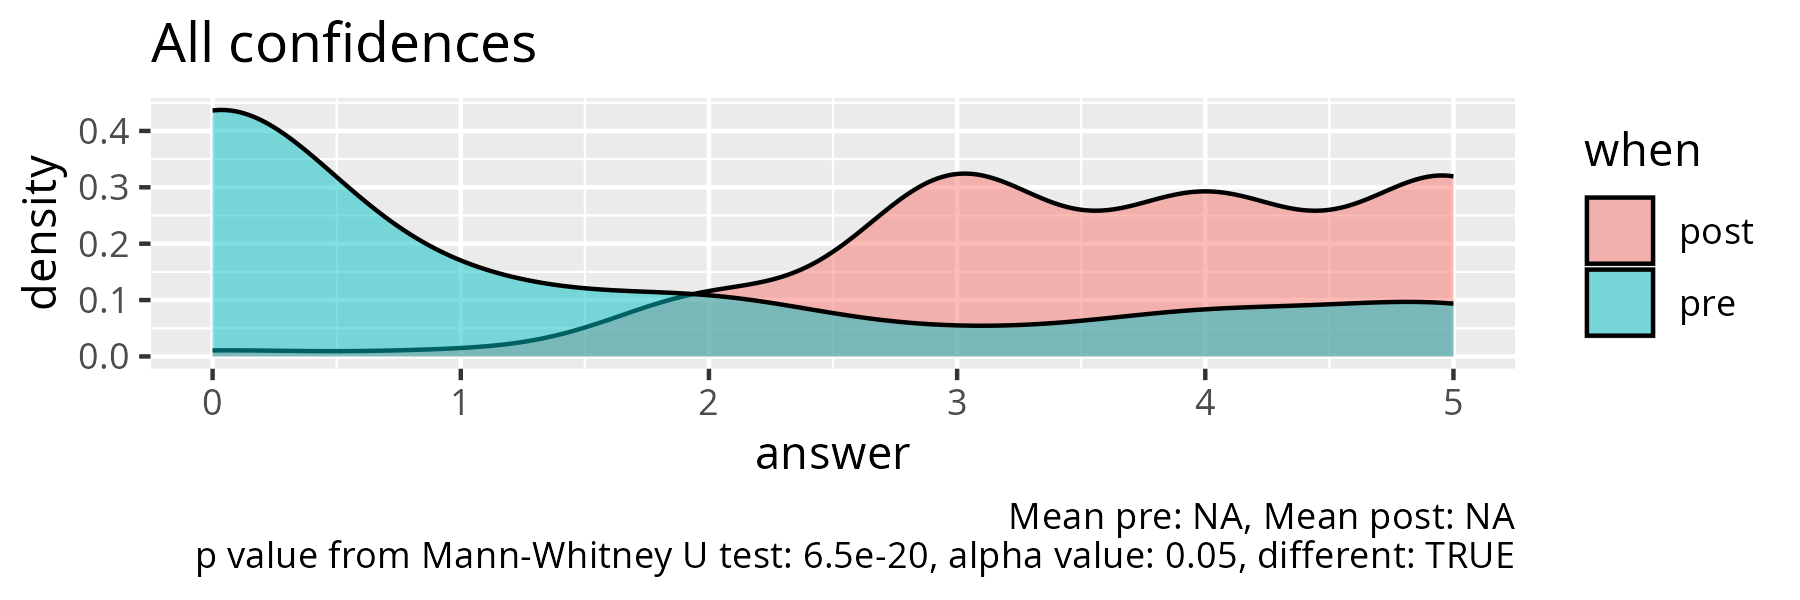 All confidences
density
0.4
0.3
0.2
0.1
0.0
0 1 2 3 4 5
answer
when
post
pre
Mean pre: NA, Mean post: NA
p value from Mann-Whitney U test: 6.5e-20, alpha value: 0.05, different: TRUE